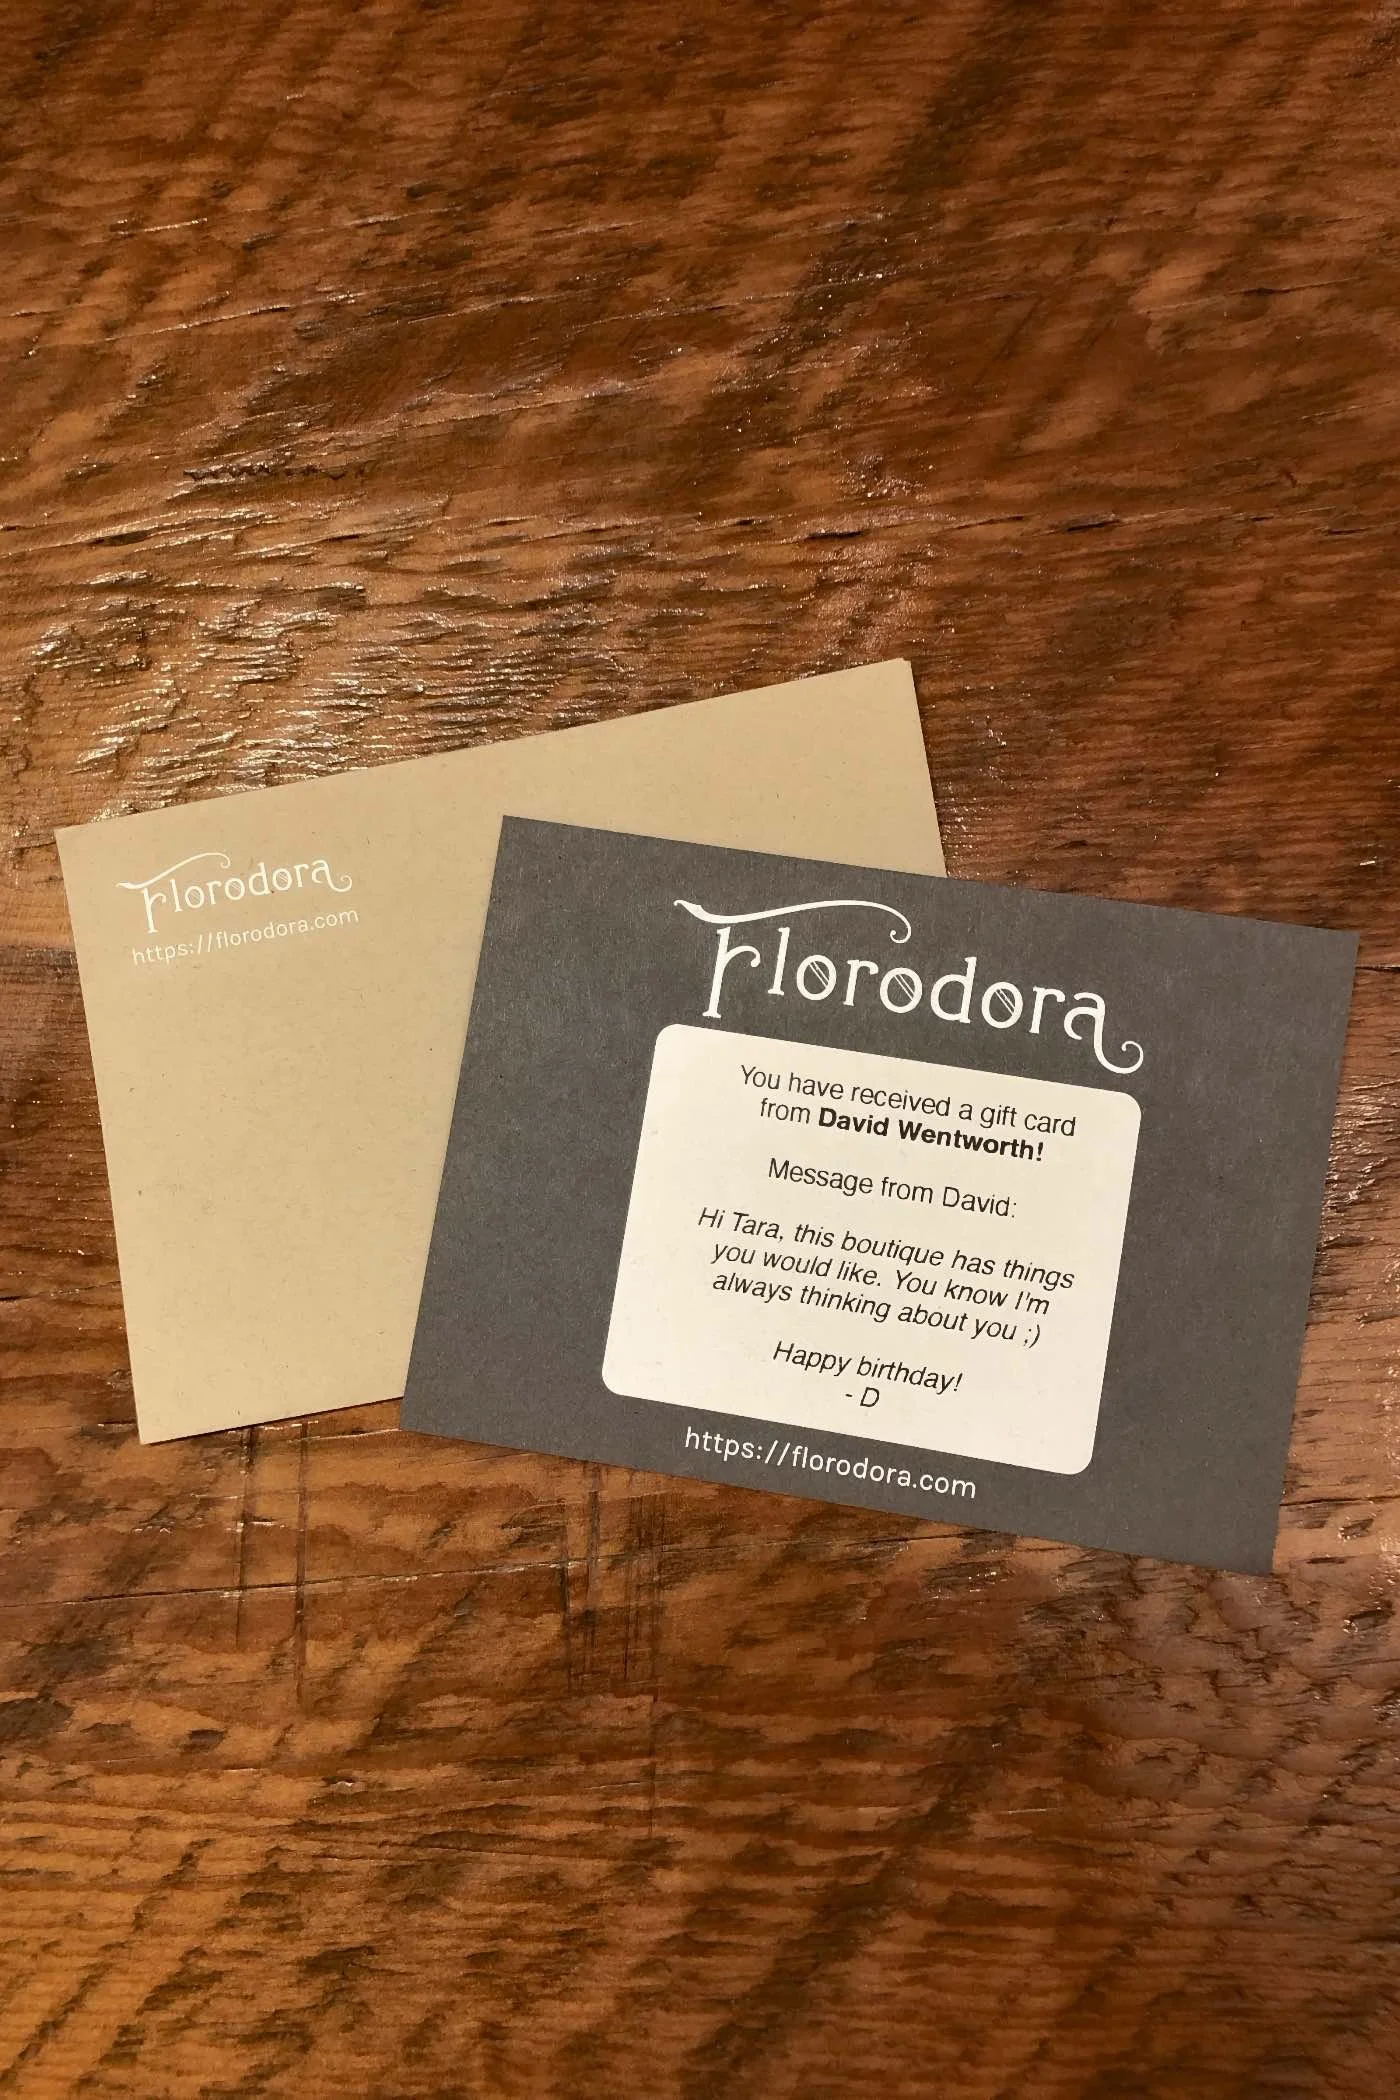 Florodora
https://florodora.com
Florodora
You have received a gift card
from David Wentworth!
Message from David:
Hi Tara, this boutique has things
you would like. You know I'm
always thinking about you ;)
Happy birthday!
- D
https://florodora.com